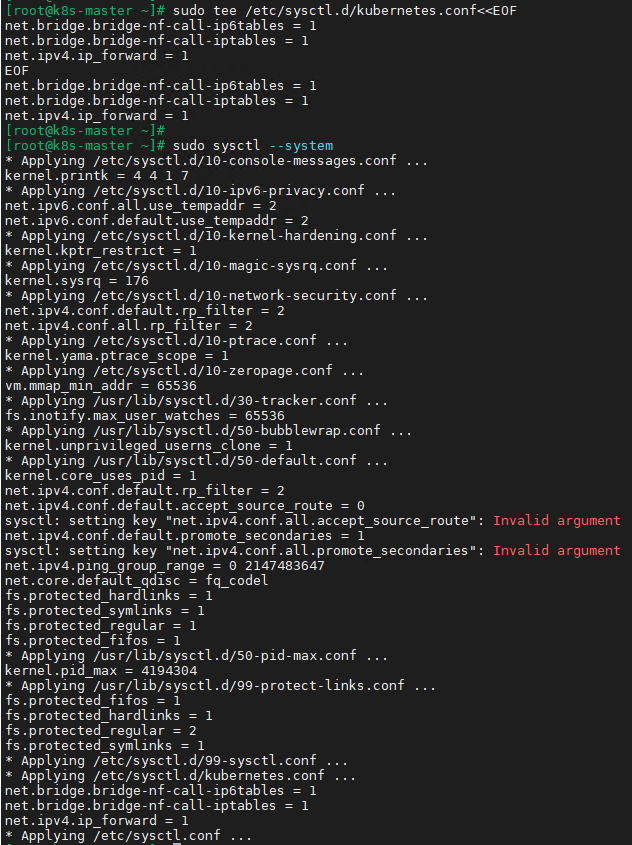 [root@k8s-master ~]# sudo tee /etc/sysctl.d/kubernetes.conf<<EOF
net.bridge.bridge-nf-call-ip6tables = 1
net.bridge.bridge-nf-call-iptables = 1
net.ipv4.ip_forward = 1
EOF
net.bridge.bridge-nf-call-ip6tables = 1
net.bridge.bridge-nf-call-iptables = 1
net.ipv4.ip_forward = 1
[root@k8s-master ~]#
[root@k8s-master ~]# sudo sysctl --system
* Applying /etc/sysctl.d/10-console-messages.conf ...
kernel.printk = 4 4 1 7
* Applying /etc/sysctl.d/10-ipv6-privacy.conf ...
net.ipv6.conf.all.use_tempaddr = 2
net.ipv6.conf.default.use_tempaddr = 2
* Applying /etc/sysctl.d/10-kernel-hardening.conf ...
kernel.kptr_restrict = 1
* Applying /etc/sysctl.d/10-magic-sysrq.conf ...
kernel.sysrq = 176
* Applying /etc/sysctl.d/10-network-security.conf ...
net.ipv4.conf.default.rp_filter = 2
net.ipv4.conf.all.rp_filter = 2
* Applying /etc/sysctl.d/10-ptrace.conf ...
kernel.yama.ptrace_scope = 1
* Applying /etc/sysctl.d/10-zeropage.conf ...
vm.mmap_min_addr = 65536
* Applying /usr/lib/sysctl.d/30-tracker.conf ...
fs.inotify.max_user_watches = 65536
* Applying /usr/lib/sysctl.d/50-bubblewrap.conf ...
kernel.unprivileged_userns_clone = 1
* Applying /usr/lib/sysctl.d/50-default.conf ...
kernel.core_uses_pid = 1
net.ipv4.conf.default.rp_filter = 2
net.ipv4.conf.default.accept_source_route = 0
sysctl: setting key "net.ipv4.conf.all.accept_source_route": Invalid argument
net.ipv4.conf.default.promote_secondaries = 1
sysctl: setting key "net.ipv4.conf.all.promote_secondaries": Invalid argument
net.ipv4.ping_group_range = 0 2147483647
net.core.default_qdisc = fq_codel
fs.protected_hardlinks = 1
fs.protected_symlinks = 1
fs.protected_regular = 1
fs.protected_fifos = 1
* Applying /usr/lib/sysctl.d/50-pid-max.conf ...
kernel.pid_max = 4194304
* Applying /usr/lib/sysctl.d/99-protect-links.conf ...
fs.protected_fifos = 1
fs.protected_hardlinks = 1
fs.protected_regular = 2
fs.protected_symlinks = 1
* Applying /etc/sysctl.d/99-sysctl.conf ...
* Applying /etc/sysctl.d/kubernetes.conf ...
net.bridge.bridge-nf-call-ip6tables = 1
net.bridge.bridge-nf-call-iptables = 1
net.ipv4.ip_forward = 1
* Applying /etc/sysctl.conf ...